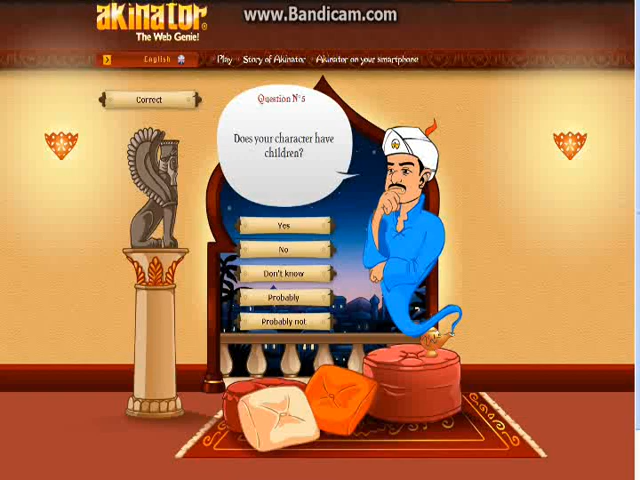 www.Bandicam.com
akinator®
The Web Genie!
English
Play
Story of Akinator
Akinator on your smartphone
Correct
Question N°5
Does your character have
children?
Yes
No
Don't know
Probably
Probably not